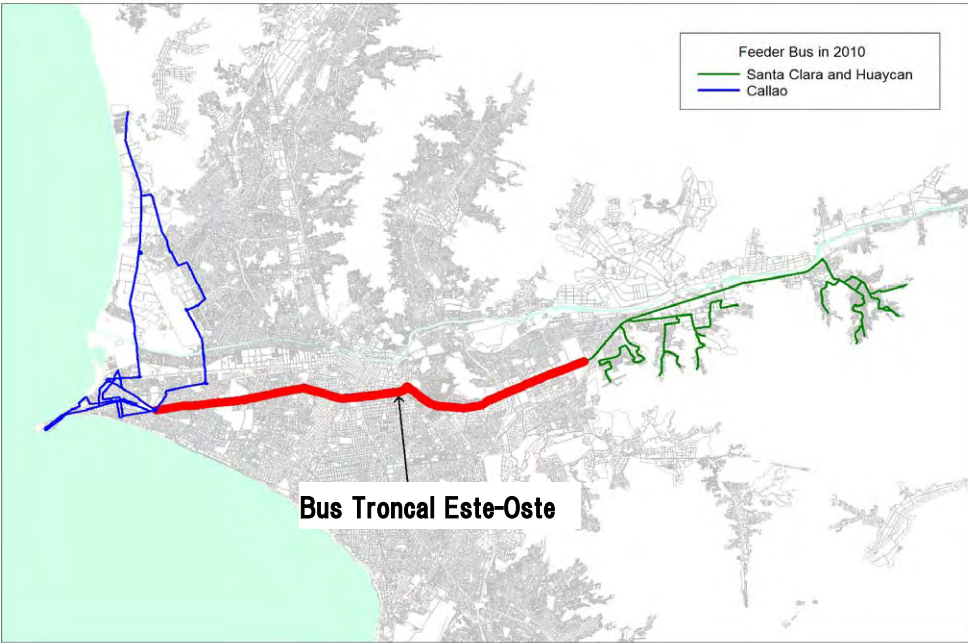 Feeder Bus in 2010
Santa Clara and Huaycan
Callao
Bus Troncal Este-Oste